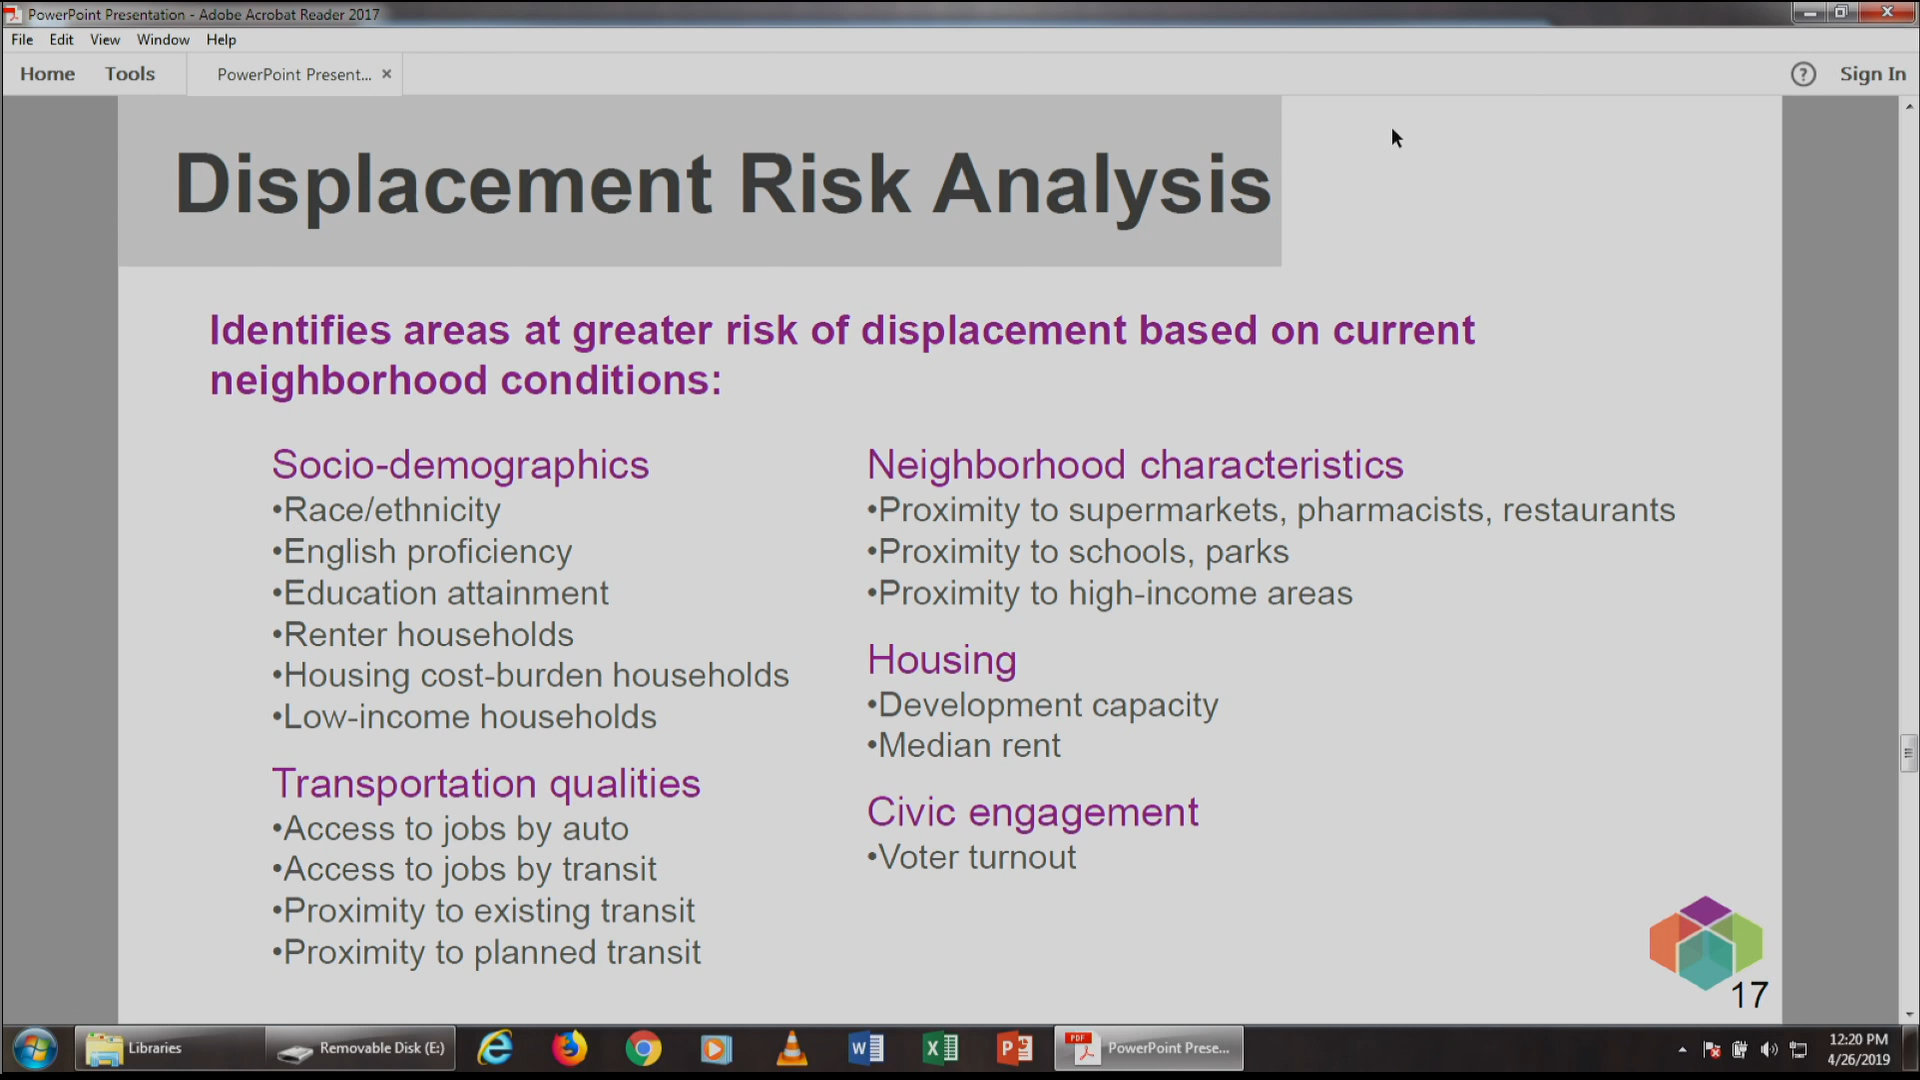 PowerPoint Presentation - Adobe Acrobat Reader 2017
File Edit View Window Help
Home Tools PowerPoint Present... × ? Sign In
Displacement Risk Analysis
Identifies areas at greater risk of displacement based on current
neighborhood conditions:
Socio-demographics
•Race/ethnicity
•English proficiency
•Education attainment
•Renter households
•Housing cost-burden households
•Low-income households
Transportation qualities
•Access to jobs by auto
•Access to jobs by transit
•Proximity to existing transit
•Proximity to planned transit
Neighborhood characteristics
•Proximity to supermarkets, pharmacists, restaurants
•Proximity to schools, parks
•Proximity to high-income areas
Housing
•Development capacity
•Median rent
Civic engagement
•Voter turnout
17
Libraries Removable Disk (E:) PDF PowerPoint Prese...
12:20 PM
4/26/2019